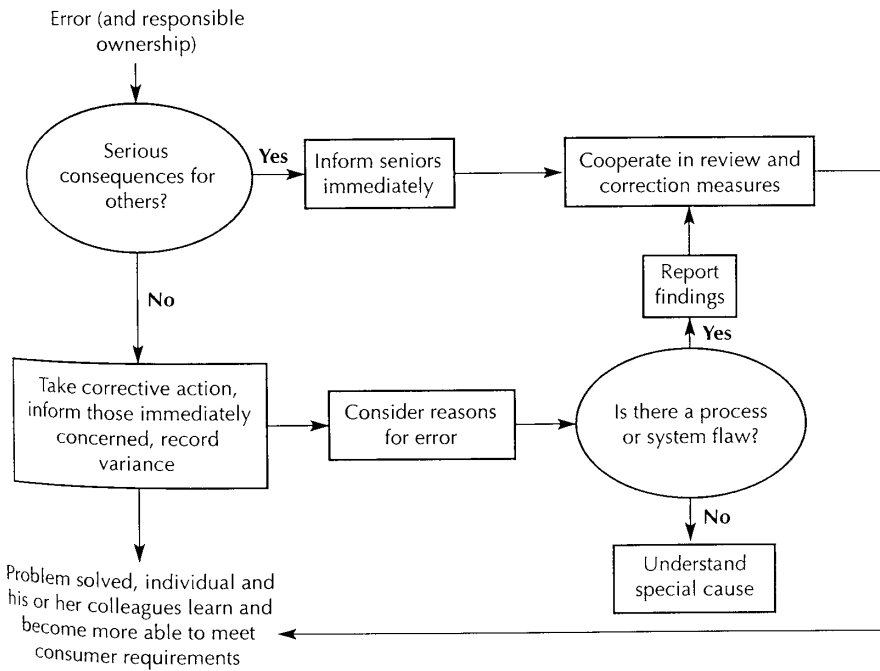 Error (and responsible
ownership)
Serious
consequences for
others?
Yes
Inform seniors
immediately
Cooperate in review and
correction measures
No
Report
findings
Yes
Take corrective action,
inform those immediately
concerned, record
variance
Consider reasons
for error
Is there a process
or system flaw?
No
Understand
special cause
Problem solved, individual and
his or her colleagues learn and
become more able to meet
consumer requirements